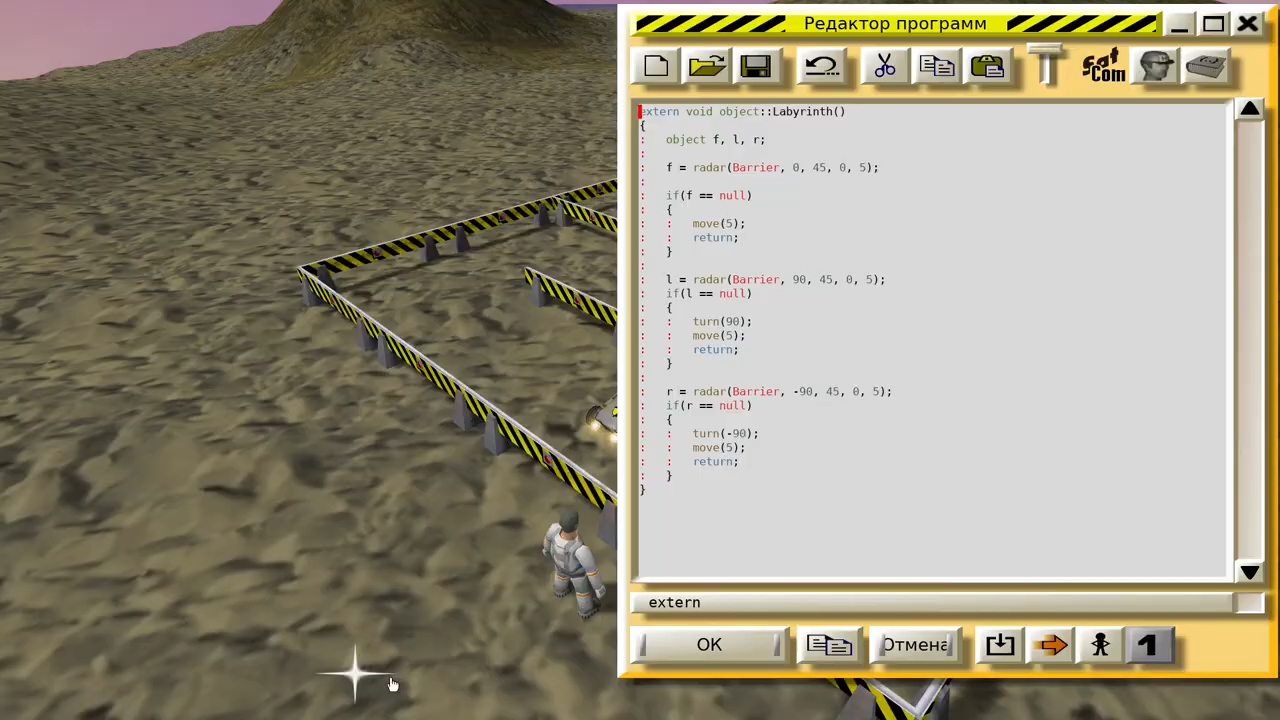 Редактор программ
Sat
Com
extern void object::Labyrinth()
{
object f, l, r;
f = radar(Barrier, 0, 45, 0, 5);
if(f == null)
{
move(5);
return;
}
l = radar(Barrier, 90, 45, 0, 5);
if(l == null)
{
turn(90);
move(5);
return;
}
r = radar(Barrier, -90, 45, 0, 5);
if(r == null)
{
turn(-90);
move(5);
return;
}
}
extern
OK
Отмена
1